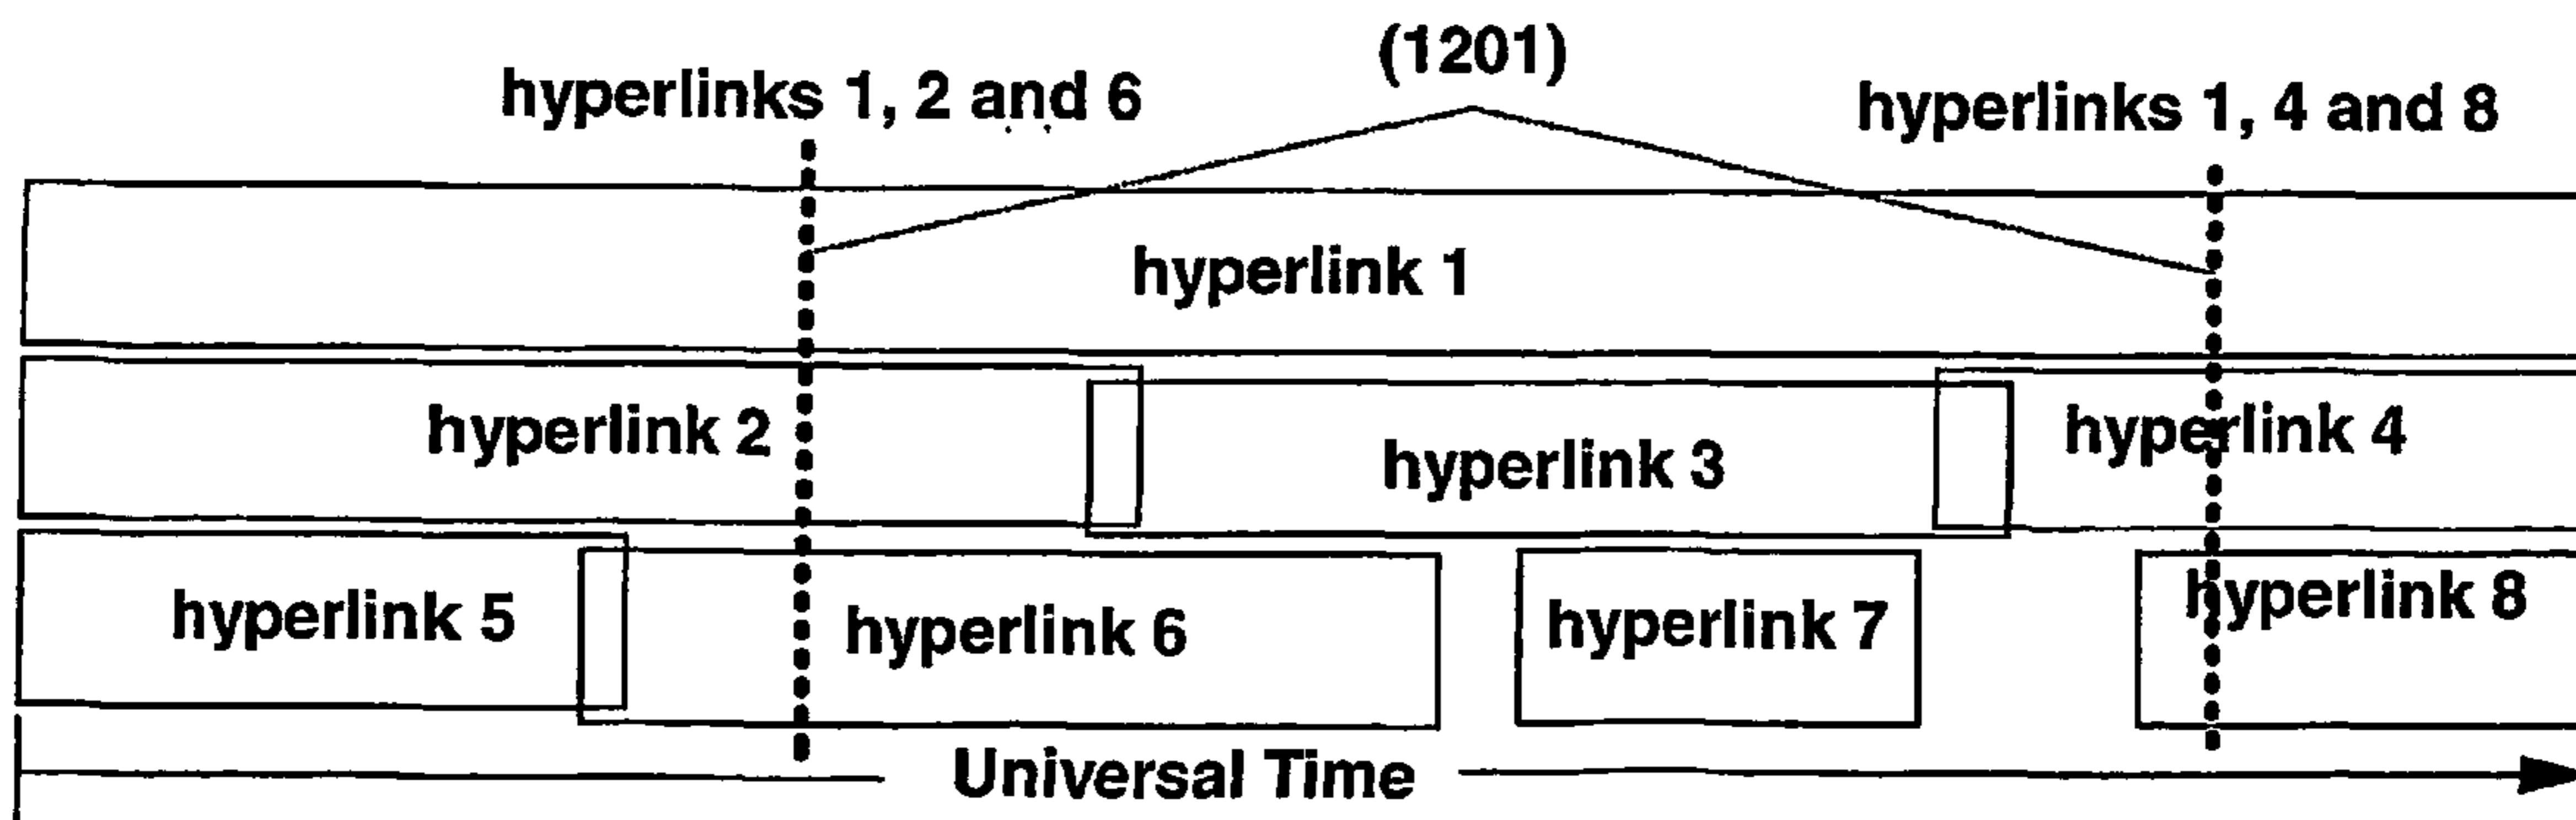 (1201)
hyperlinks 1, 2 and 6
hyperlinks 1, 4 and 8
hyperlink 1
hyperlink 2
hyperlink 3
hyperlink 4
hyperlink 5
hyperlink 6
hyperlink 7
hyperlink 8
Universal Time